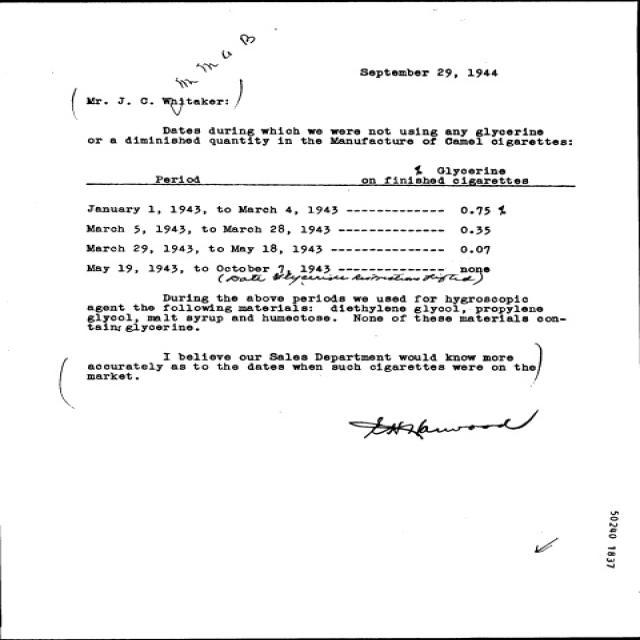 M M G B
September 29, 1944
(Mr. J. C. Whitaker:)
Dates during which we were not using any glycerine
or a diminished quantity in the Manufacture of Camel cigarettes:
% Glycerine
Period on finished cigarettes
January 1, 1943, to March 4, 1943 ------------- 0.75 %
March 5, 1943, to March 28, 1943 -------------- 0.35
March 29, 1943, to May 18, 1943 --------------- 0.07
May 19, 1943, to October 7, 1943 -------------- none
(Date Glycerine Restrictions lifted)
During the above periods we used for hygroscopic
agent the following materials: diethylene glycol, propylene
glycol, malt syrup and humectose. None of these materials con-
tain glycerine.
(I believe our Sales Department would know more
accurately as to the dates when such cigarettes were on the
market.)
Harwood
50240 1837